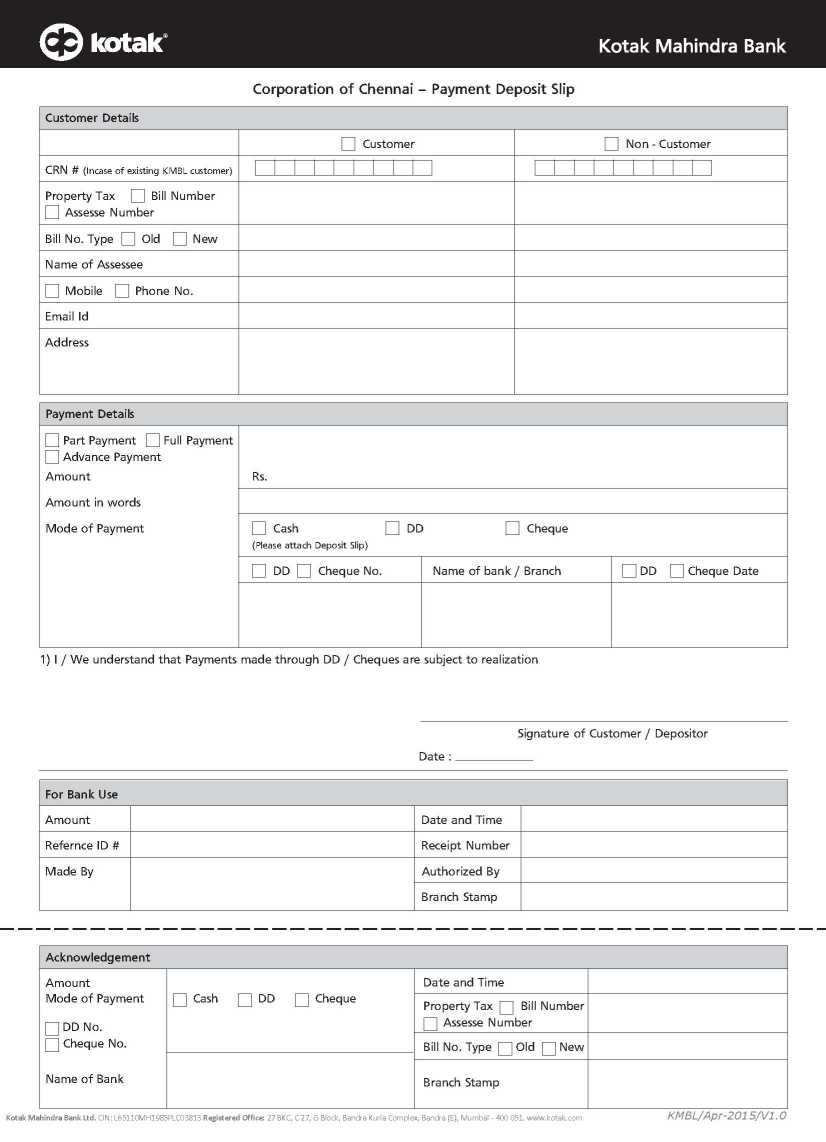 kotak®
Kotak Mahindra Bank
Corporation of Chennai – Payment Deposit Slip
Customer Details
Customer Non - Customer
CRN # (Incase of existing KMBL customer)
Property Tax Bill Number
Assesse Number
Bill No. Type Old New
Name of Assessee
Mobile Phone No.
Email Id
Address
Payment Details
Part Payment Full Payment
Advance Payment
Amount Rs.
Amount in words
Mode of Payment Cash DD Cheque
(Please attach Deposit Slip)
DD Cheque No. Name of bank / Branch DD Cheque Date
1) I / We understand that Payments made through DD / Cheques are subject to realization
Signature of Customer / Depositor
Date :
For Bank Use
Amount Date and Time
Refernce ID # Receipt Number
Made By Authorized By
Branch Stamp
Acknowledgement
Amount Date and Time
Mode of Payment Cash DD Cheque
Property Tax Bill Number
Assesse Number
DD No.
Cheque No.
Bill No. Type Old New
Name of Bank
Branch Stamp
Kotak Mahindra Bank Ltd. CIN: L65110MH1985PLC03813 Registered Office: 27 BKC, C 27, G Block, Bandra Kurla Complex, Bandra (E), Mumbai - 400 051. www.kotak.com
KMBL/Apr-2015/V1.0